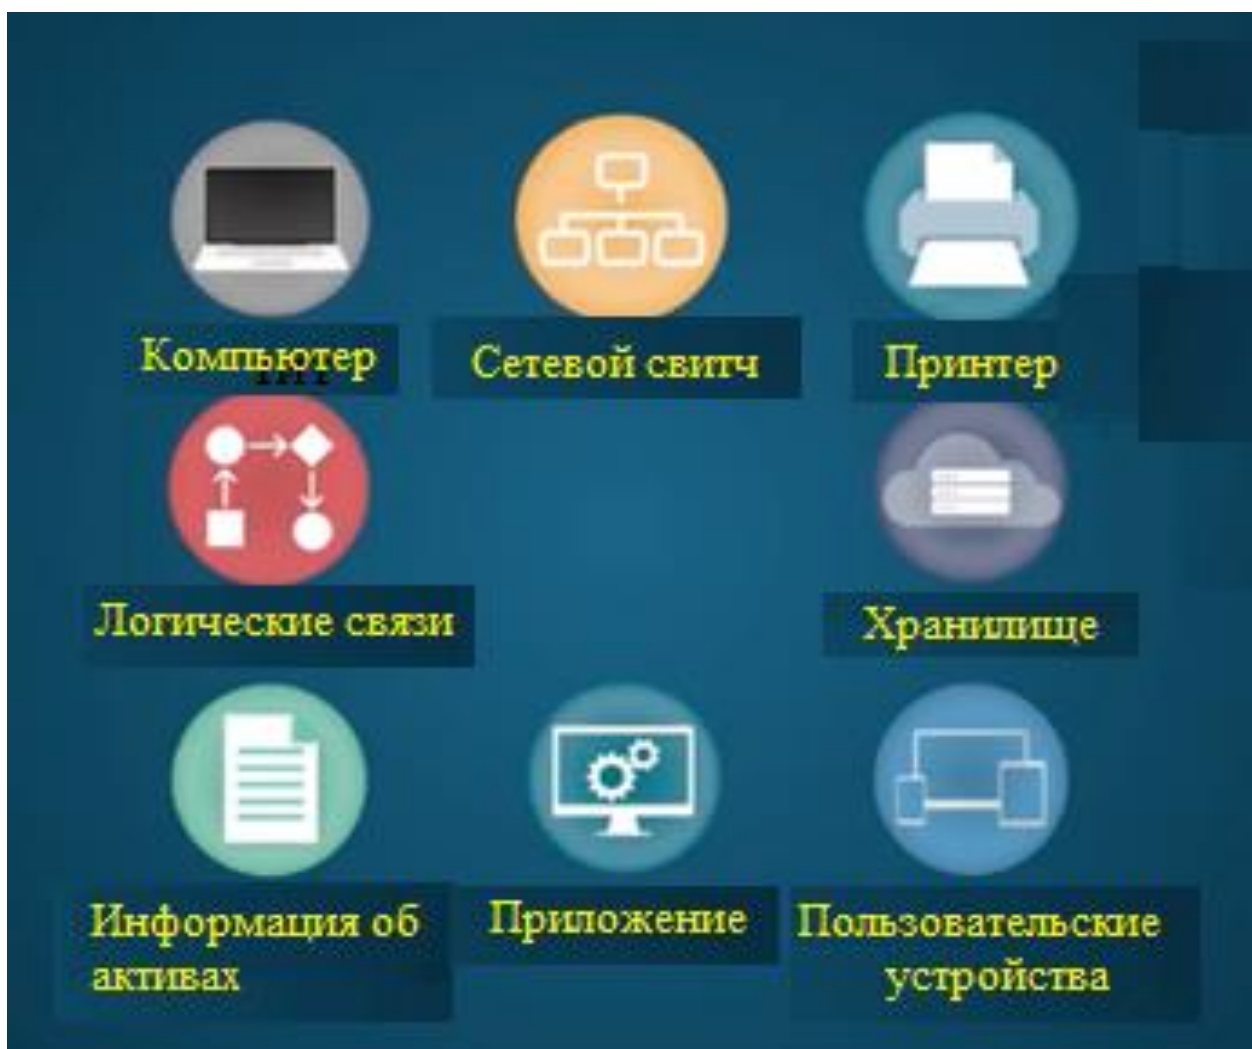 Компьютер
Сетевой свитч
Принтер
Логические связи
Хранилище
Информация об
активах
Приложение
Пользовательские
устройства